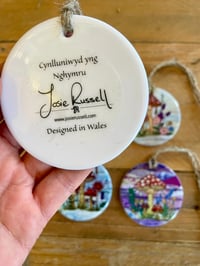 Cynlluniwyd yng
Nghymru
Josie Russell
www.josierussell.com
Designed in Wales